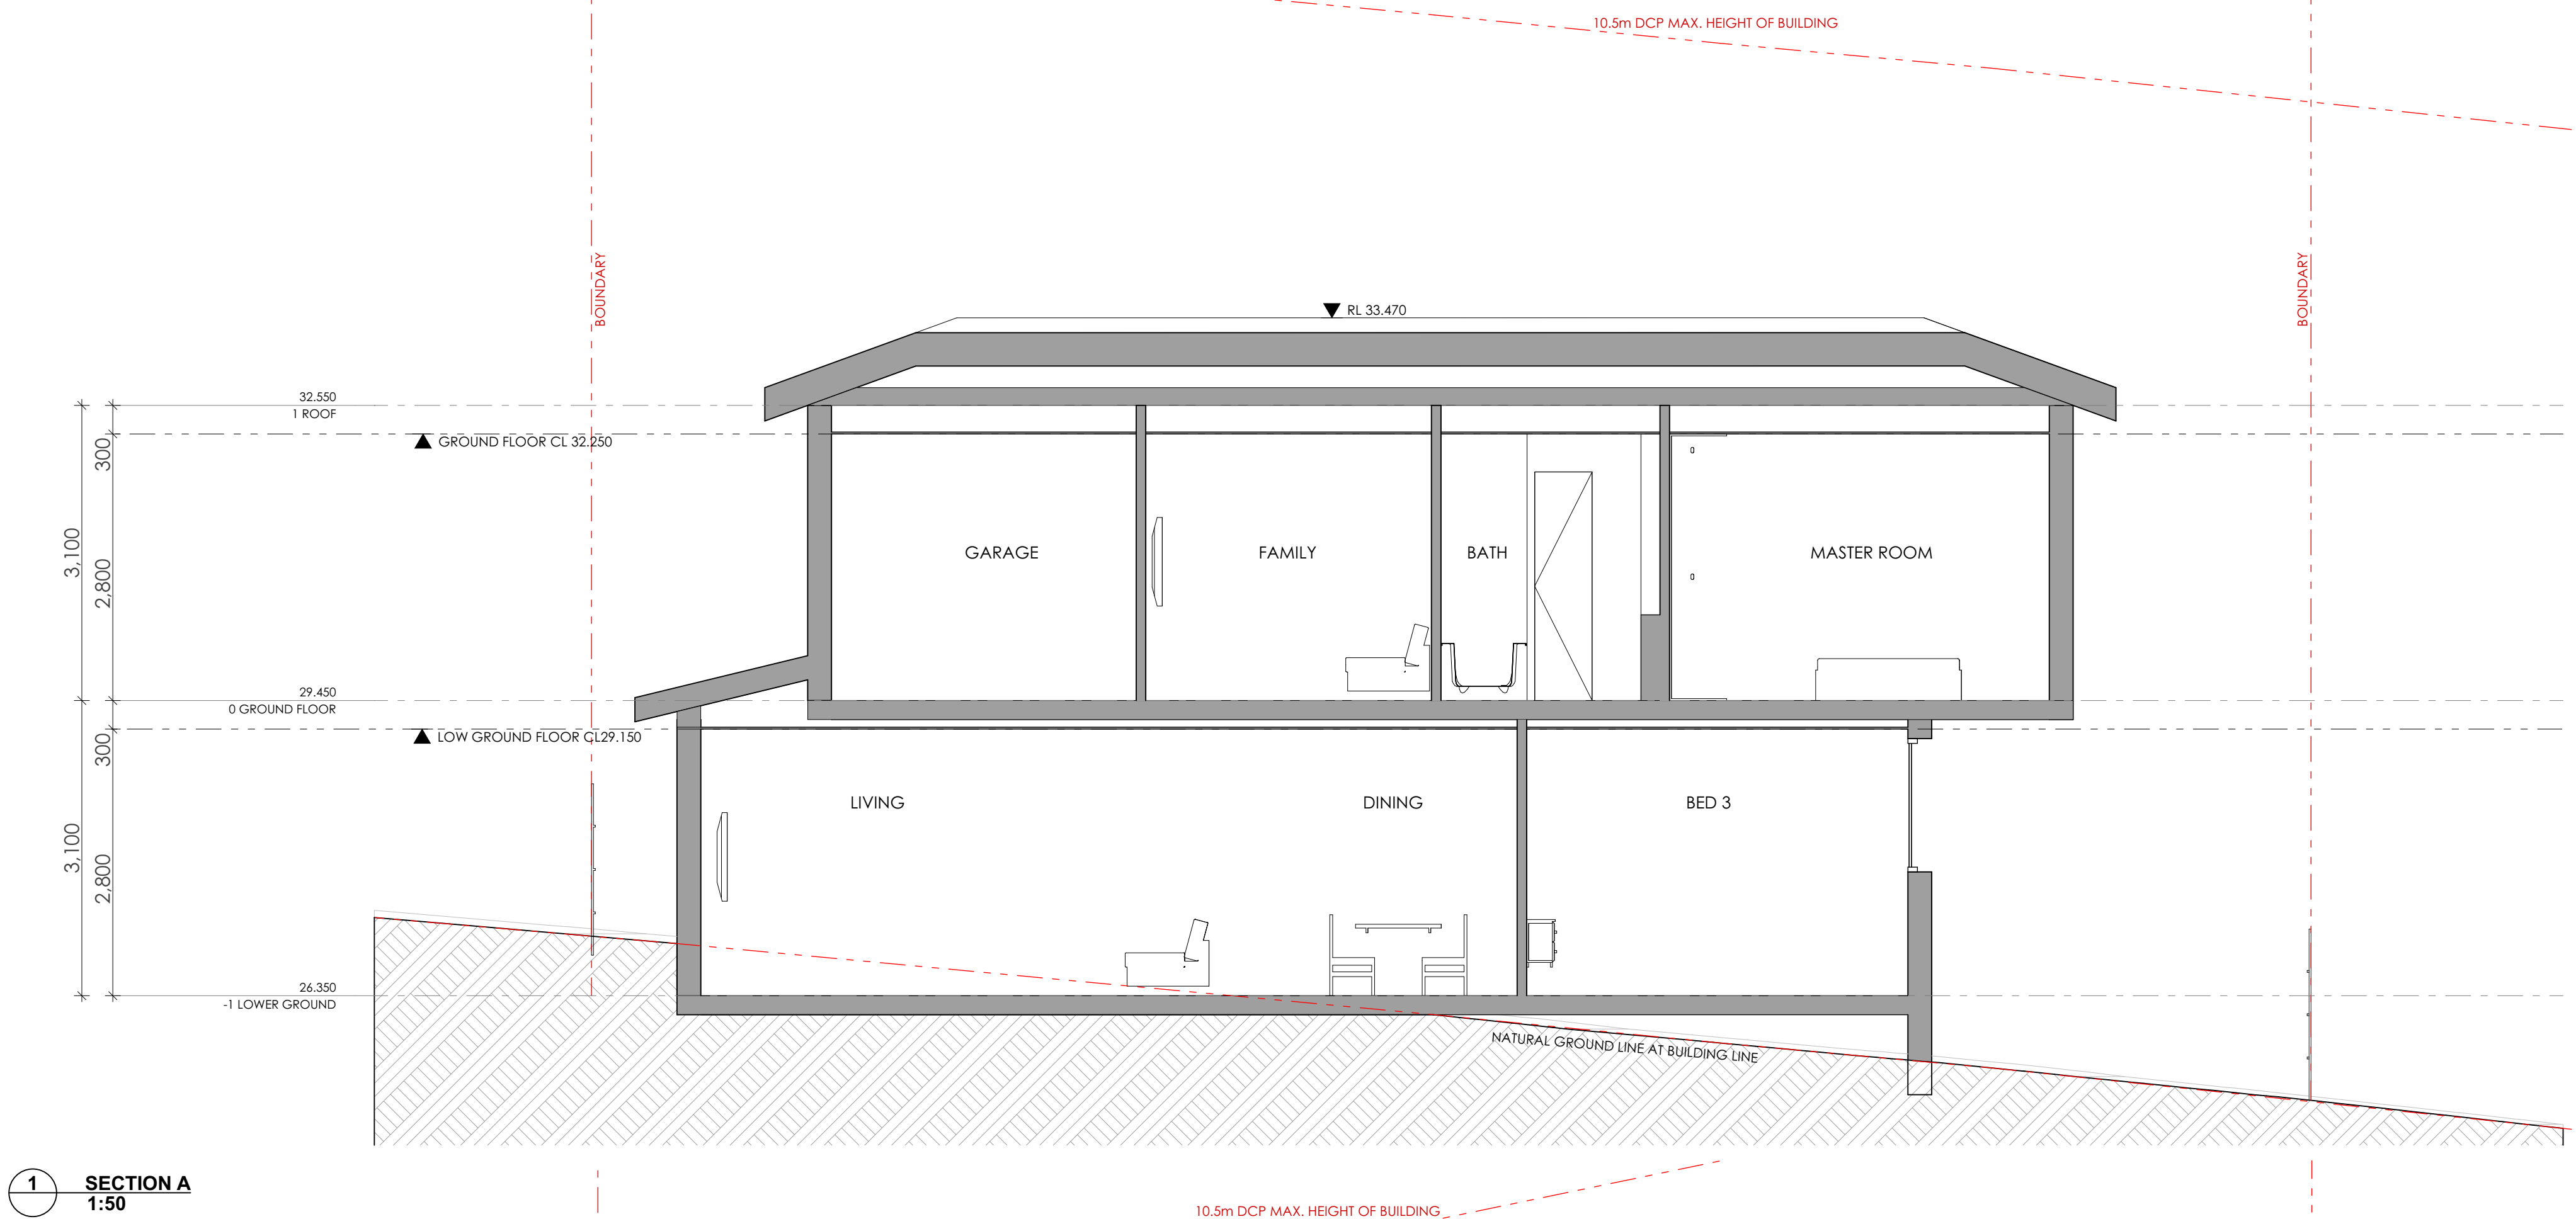 10.5m DCP MAX. HEIGHT OF BUILDING
BOUNDARY
BOUNDARY
RL 33.470
32.550
1 ROOF
GROUND FLOOR CL 32.250
300
3,100
2,800
GARAGE
FAMILY
BATH
MASTER ROOM
29.450
0 GROUND FLOOR
LOW GROUND FLOOR CL29.150
300
3,100
2,800
LIVING
DINING
BED 3
26.350
-1 LOWER GROUND
NATURAL GROUND LINE AT BUILDING LINE
1
SECTION A
1:50
10.5m DCP MAX. HEIGHT OF BUILDING